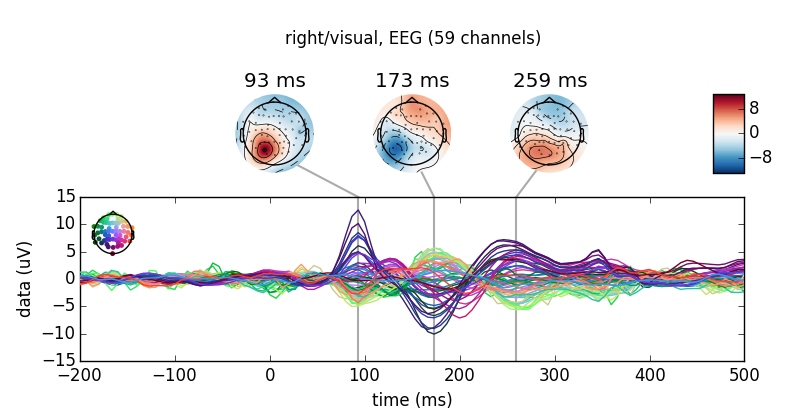 right/visual, EEG (59 channels)
93 ms 173 ms 259 ms
8
0
−8
15
10
5
0
−5
−10
−15
data (uV)
−200 −100 0 100 200 300 400 500
time (ms)